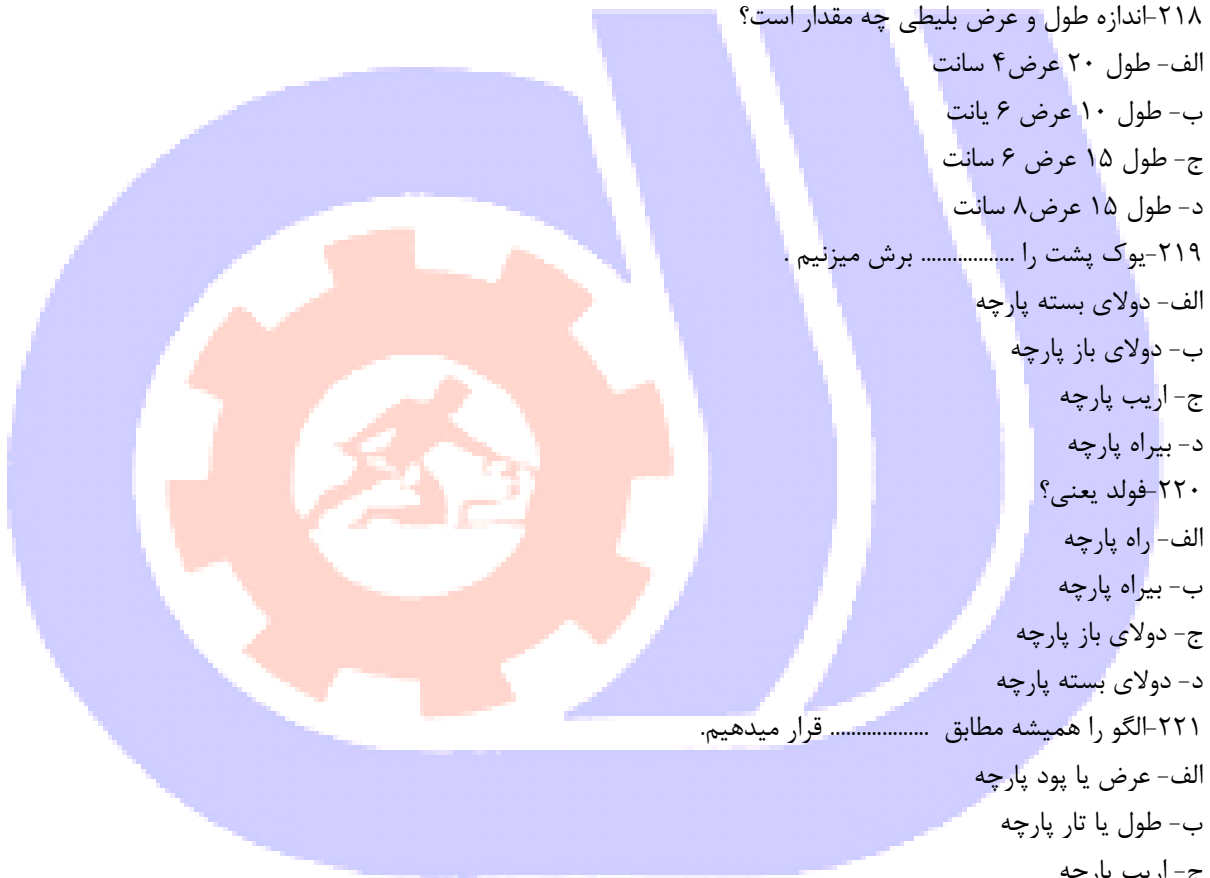 ۲۱۸-اندازه طول و عرض بلیطی چه مقدار است؟
الف- طول ۲۰ عرض۴ سانت
ب- طول ۱۰ عرض ۶ یانت
ج- طول ۱۵ عرض ۶ سانت
د- طول ۱۵ عرض۸ سانت
۲۱۹-یوک پشت را .................. برش میزنیم .
الف- دولای بسته پارچه
ب- دولای باز پارچه
ج- اریب پارچه
د- بیراه پارچه
۲۲۰-فولد یعنی؟
الف- راه پارچه
ب- بیراه پارچه
ج- دولای باز پارچه
د- دولای بسته پارچه
۲۲۱-الگو را همیشه مطابق ................... قرار میدهیم.
الف- عرض یا پود پارچه
ب- طول یا تار پارچه
ج- اریب پارچه